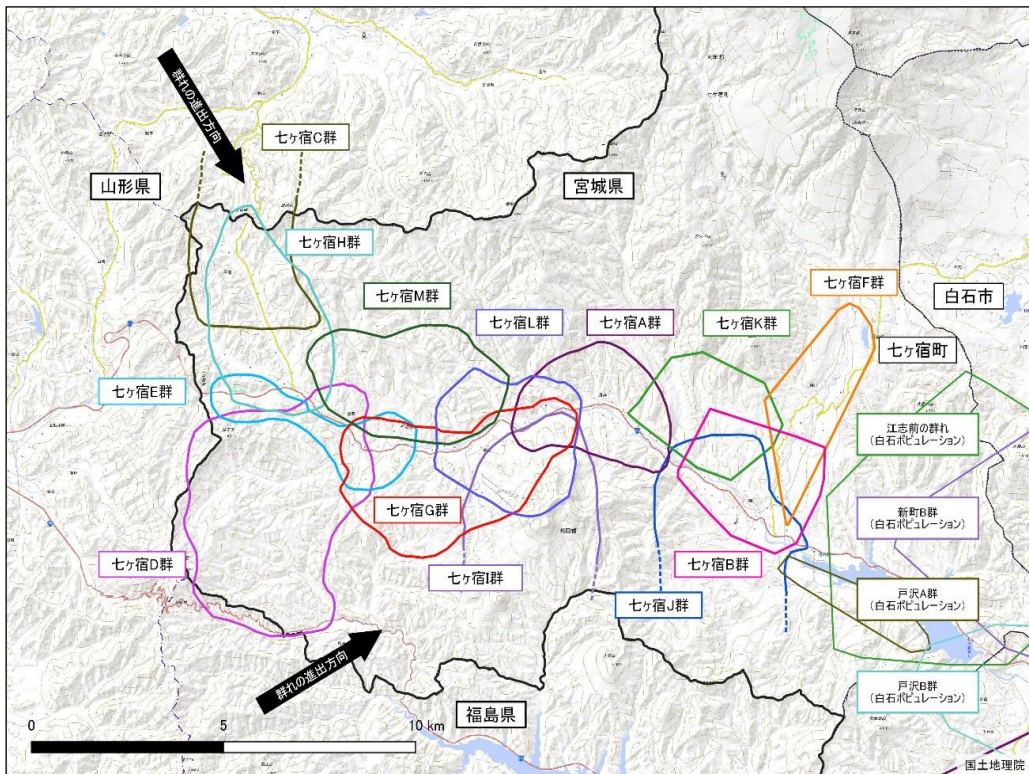 群れの進出方向
七ヶ宿C群
山形県
宮城県
七ヶ宿H群
七ヶ宿F群
七ヶ宿M群
七ヶ宿L群
七ヶ宿A群
七ヶ宿K群
白石市
七ヶ宿町
七ヶ宿E群
江志前の群れ
(白石ポピュレーション)
七ヶ宿G群
新町B群
(白石ポピュレーション)
七ヶ宿D群
七ヶ宿I群
七ヶ宿B群
七ヶ宿J群
戸沢A群
(白石ポピュレーション)
群れの進出方向
戸沢B群
(白石ポピュレーション)
福島県
0
5
10 km
国土地理院